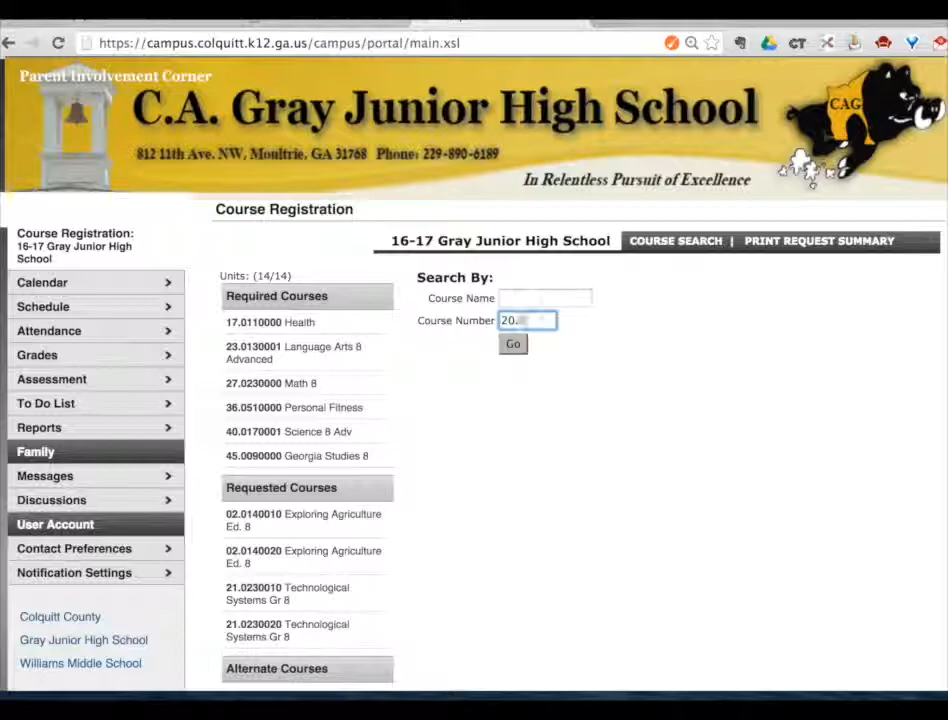 https://campus.colquitt.k12.ga.us/campus/portal/main.xsl
CT
Parent Involvement Corner
C.A. Gray Junior High School
CAG
812 11th Ave. NW, Moultrie, GA 31768 Phone: 229-890-6189
In Relentless Pursuit of Excellence
Course Registration
Course Registration:
16-17 Gray Junior High
School
Calendar
Schedule
Attendance
Grades
Assessment
To Do List
Reports
Family
Messages
Discussions
User Account
Contact Preferences
Notification Settings
Colquitt County
Gray Junior High School
Williams Middle School
16-17 Gray Junior High School
COURSE SEARCH | PRINT REQUEST SUMMARY
Units: (14/14)
Required Courses
17.0110000 Health
23.0130001 Language Arts 8
Advanced
27.0230000 Math 8
36.0510000 Personal Fitness
40.0170001 Science 8 Adv
45.0090000 Georgia Studies 8
Requested Courses
02.0140010 Exploring Agriculture
Ed. 8
02.0140020 Exploring Agriculture
Ed. 8
21.0230010 Technological
Systems Gr 8
21.0230020 Technological
Systems Gr 8
Alternate Courses
Search By:
Course Name
Course Number 20.
Go